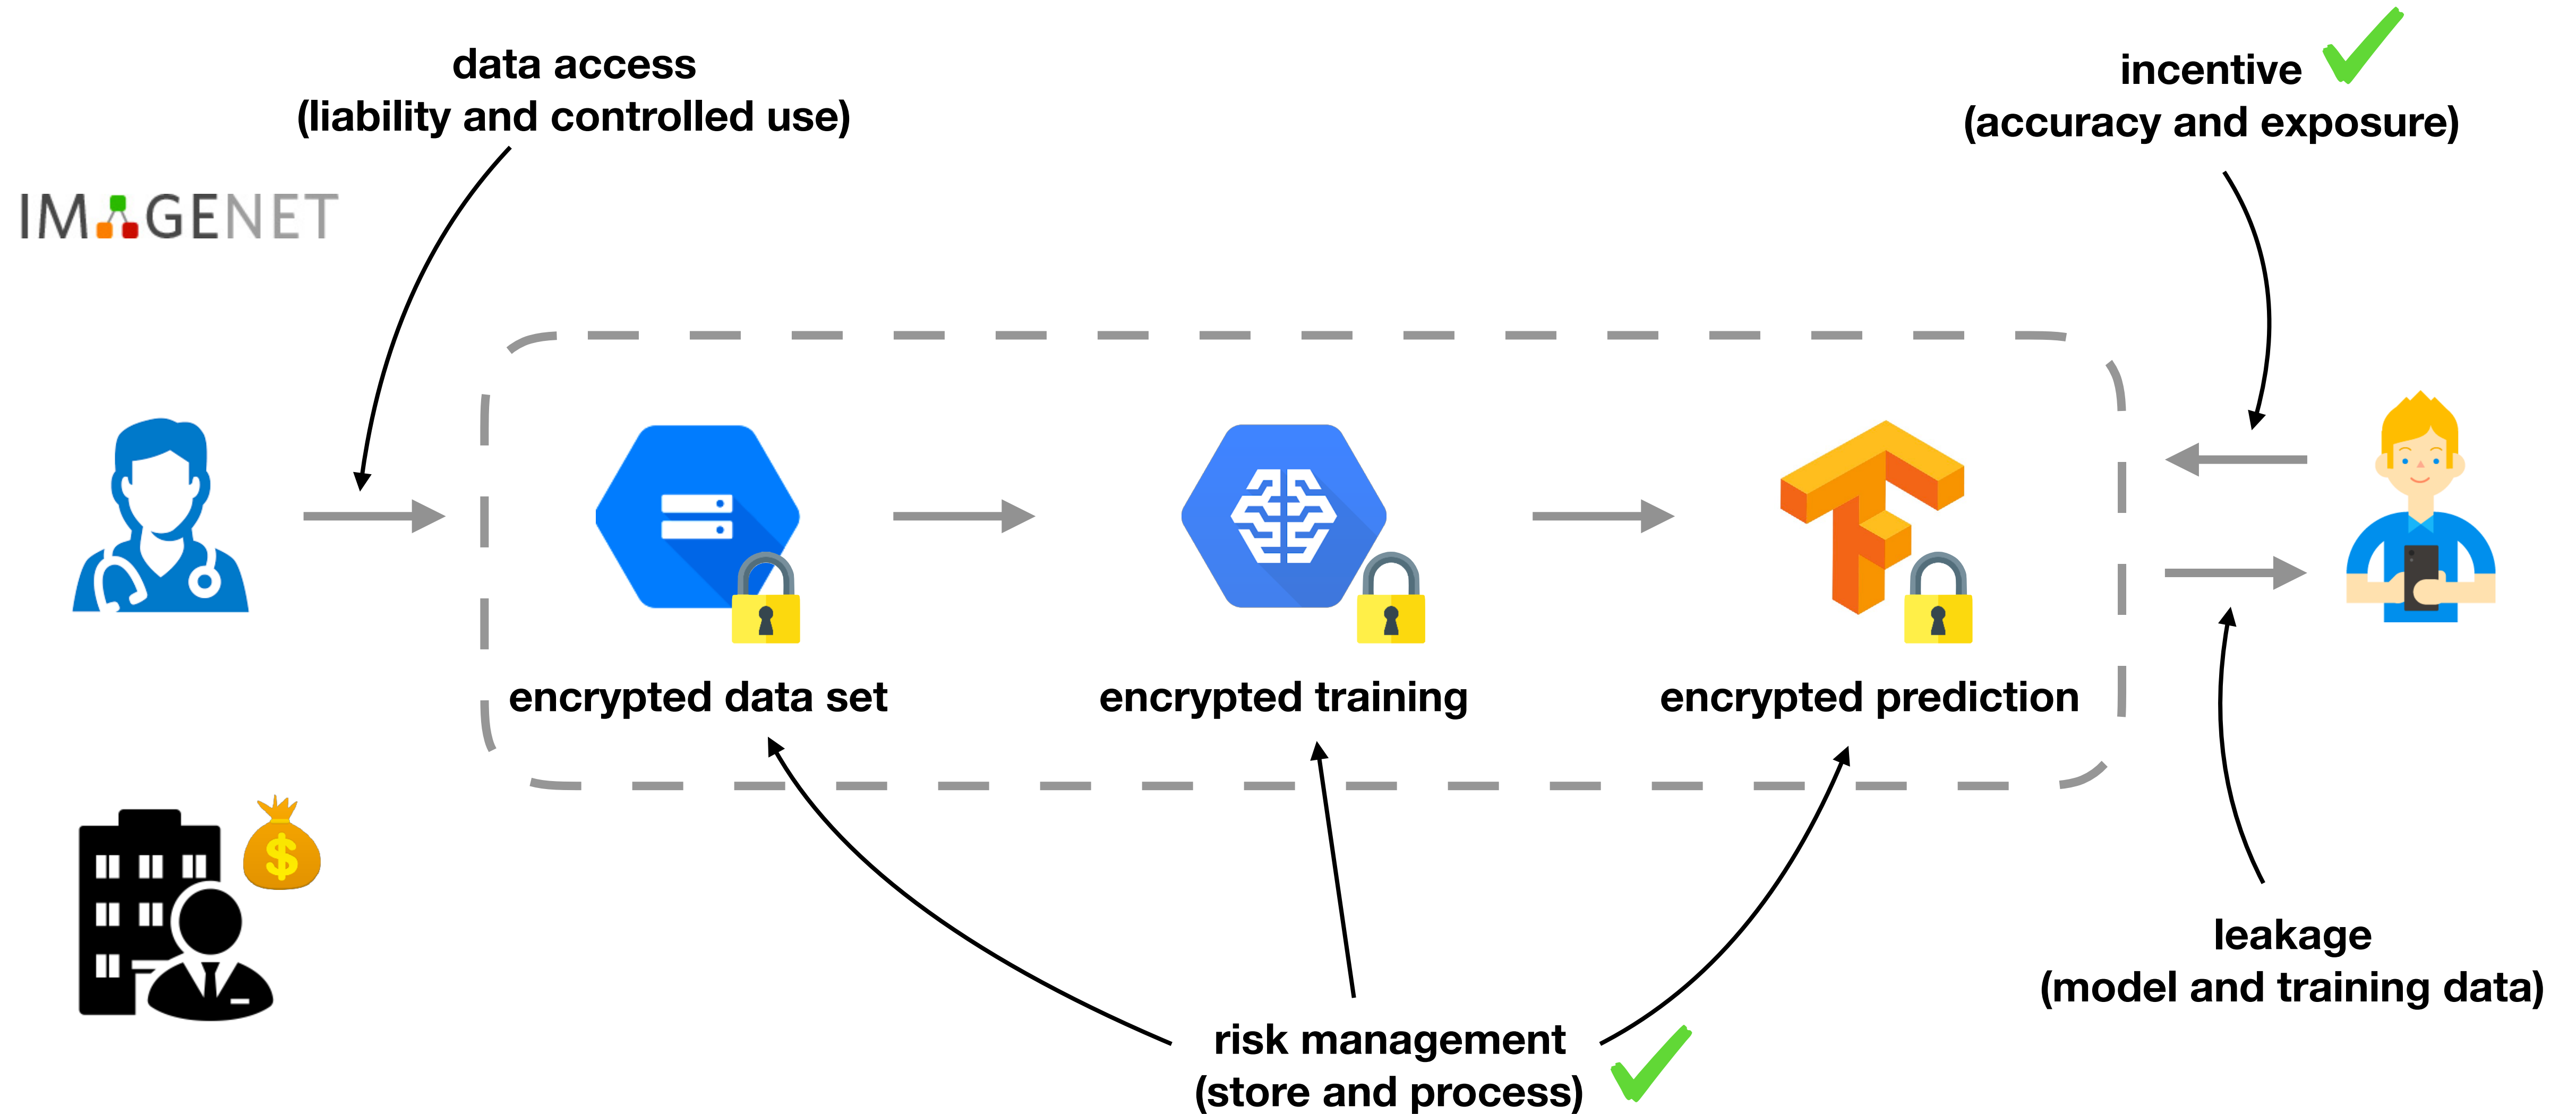 data access
(liability and controlled use)
incentive
(accuracy and exposure)
IMAGENET
$
encrypted data set
encrypted training
encrypted prediction
leakage
(model and training data)
risk management
(store and process)